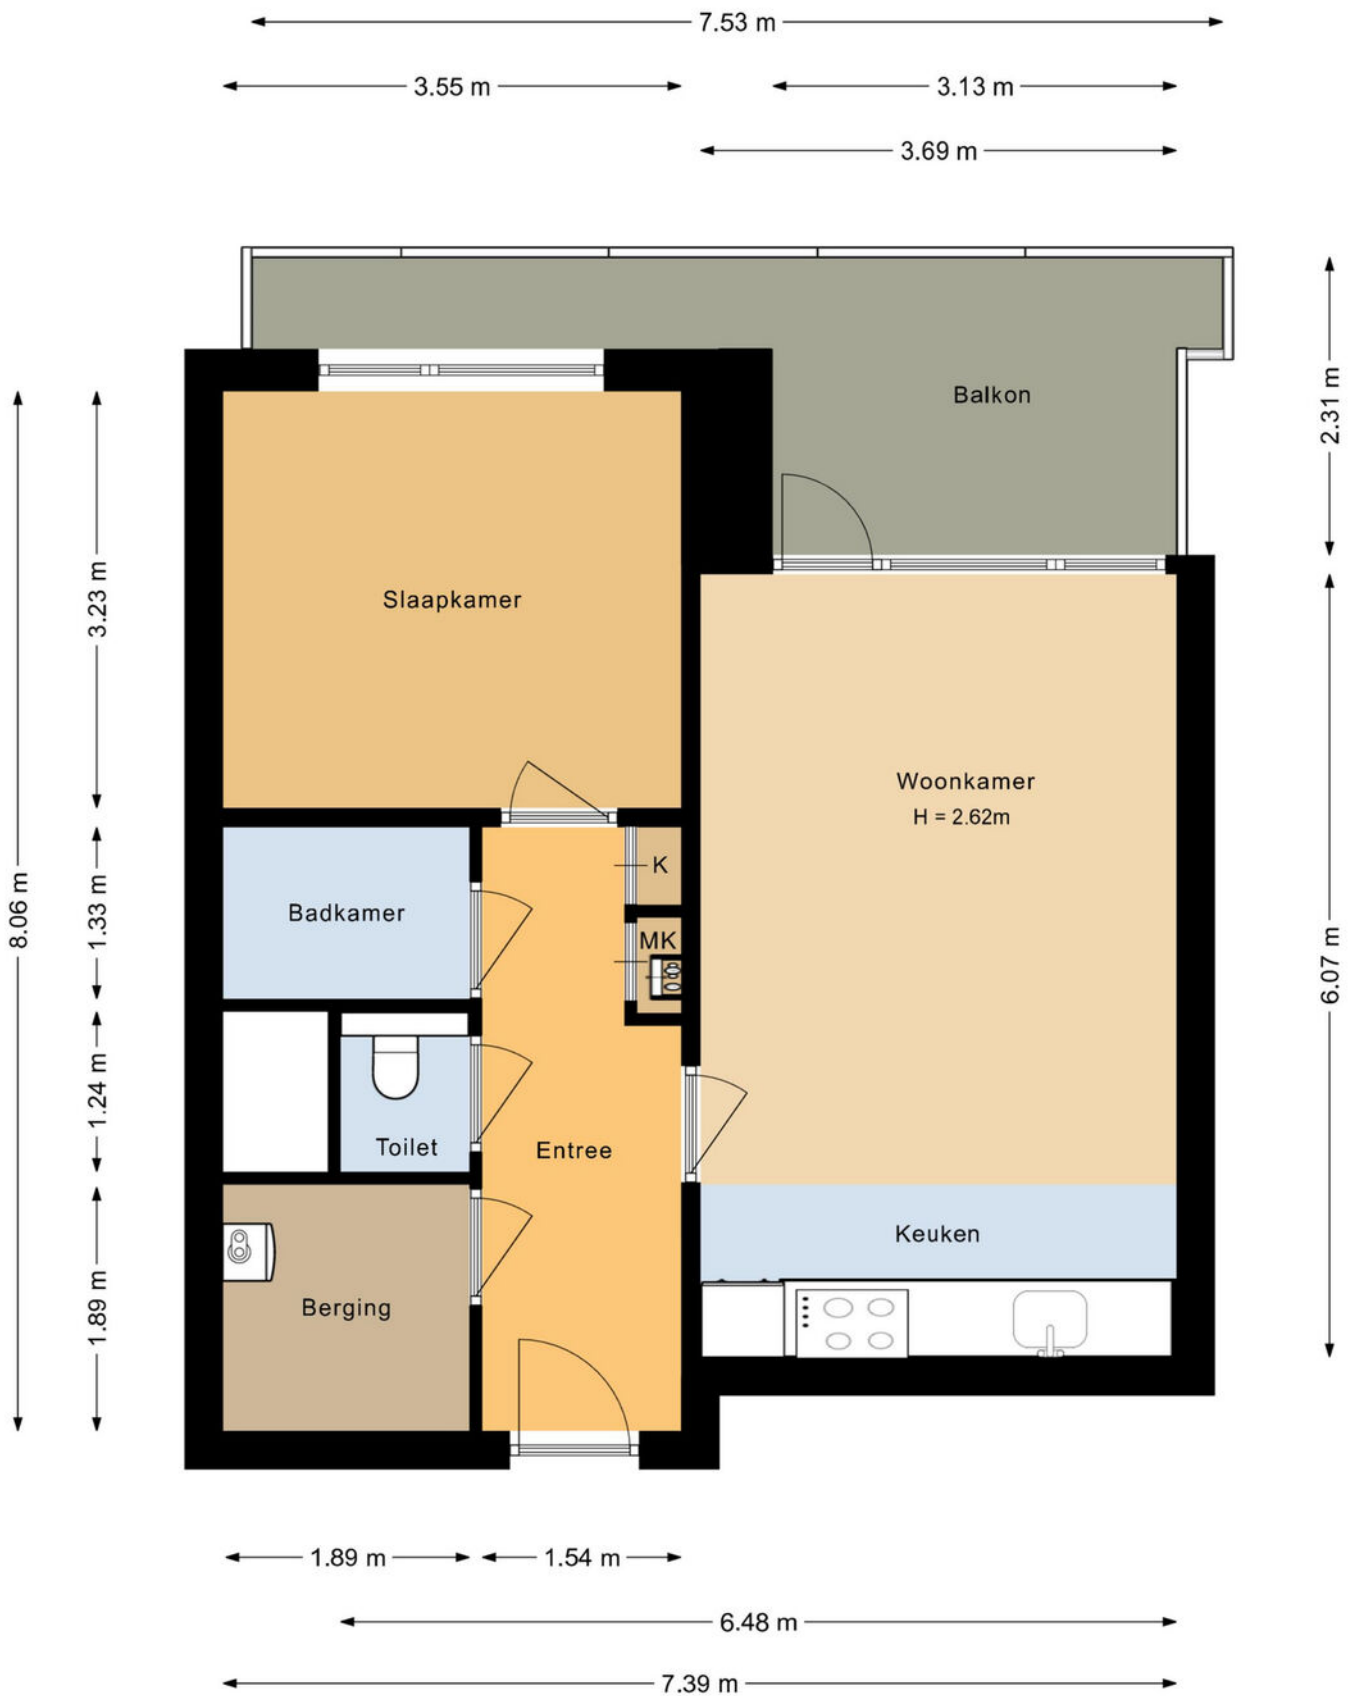 7.53 m
3.55 m
3.13 m
3.69 m
Balkon
2.31 m
3.23 m
Slaapkamer
Woonkamer
H = 2.62m
K
8.06 m
1.33 m
Badkamer
MK
6.07 m
1.24 m
Toilet
Entree
Keuken
1.89 m
Berging
1.89 m
1.54 m
6.48 m
7.39 m